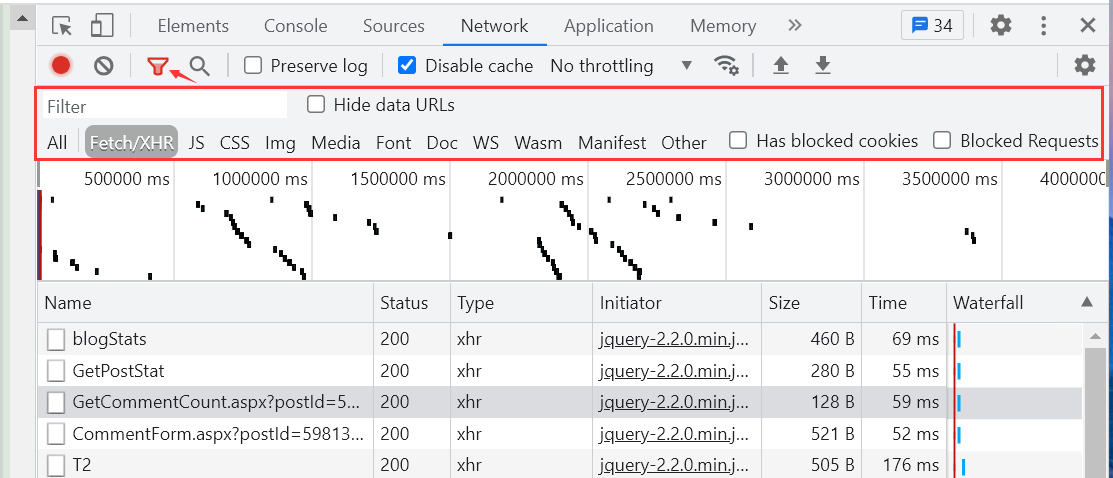 Elements Console Sources Network Application Memory » 34
Preserve log Disable cache No throttling
Filter Hide data URLs
All Fetch/XHR JS CSS Img Media Font Doc WS Wasm Manifest Other Has blocked cookies Blocked Requests
500000 ms 1000000 ms 1500000 ms 2000000 ms 2500000 ms 3000000 ms 3500000 ms 4000000
Name Status Type Initiator Size Time Waterfall
blogStats 200 xhr jquery-2.2.0.min.j... 460 B 69 ms
GetPostStat 200 xhr jquery-2.2.0.min.j... 280 B 55 ms
GetCommentCount.aspx?postId=5... 200 xhr jquery-2.2.0.min.j... 128 B 59 ms
CommentForm.aspx?postId=59813... 200 xhr jquery-2.2.0.min.j... 521 B 52 ms
T2 200 xhr jquery-2.2.0.min.j... 505 B 176 ms